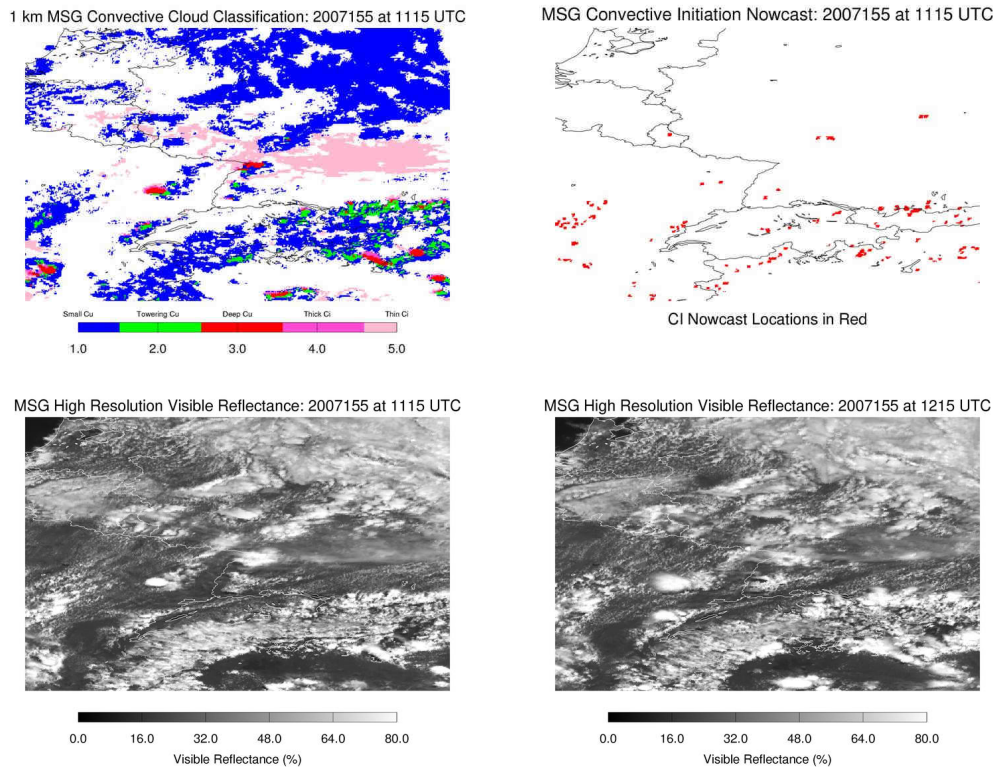 1 km MSG Convective Cloud Classification: 2007155 at 1115 UTC
Small Cu Towering Cu Deep Cu Thick Ci Thin Ci
1.0 2.0 3.0 4.0 5.0
MSG Convective Initiation Nowcast: 2007155 at 1115 UTC
CI Nowcast Locations in Red
MSG High Resolution Visible Reflectance: 2007155 at 1115 UTC
0.0 16.0 32.0 48.0 64.0 80.0
Visible Reflectance (%)
MSG High Resolution Visible Reflectance: 2007155 at 1215 UTC
0.0 16.0 32.0 48.0 64.0 80.0
Visible Reflectance (%)